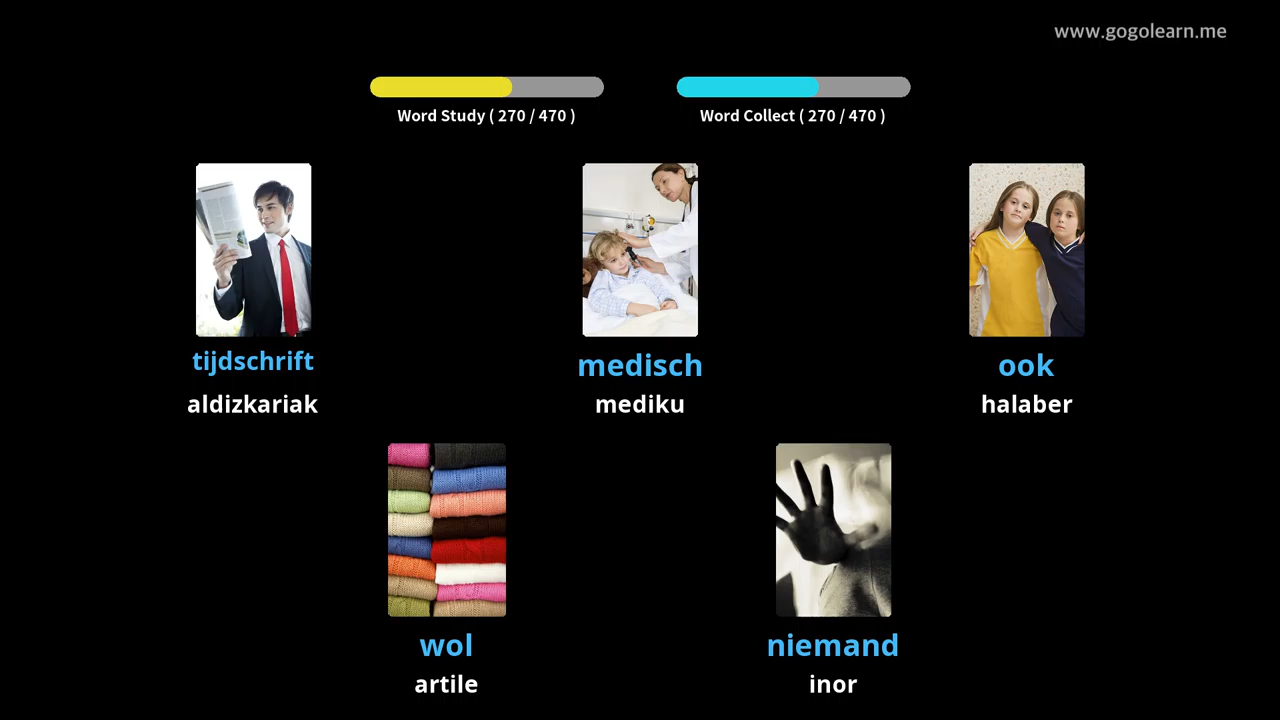 www.gogolearn.me
Word Study ( 270 / 470 )
Word Collect ( 270 / 470 )
tijdschrift
medisch
ook
aldizkariak
mediku
halaber
wol
niemand
artile
inor